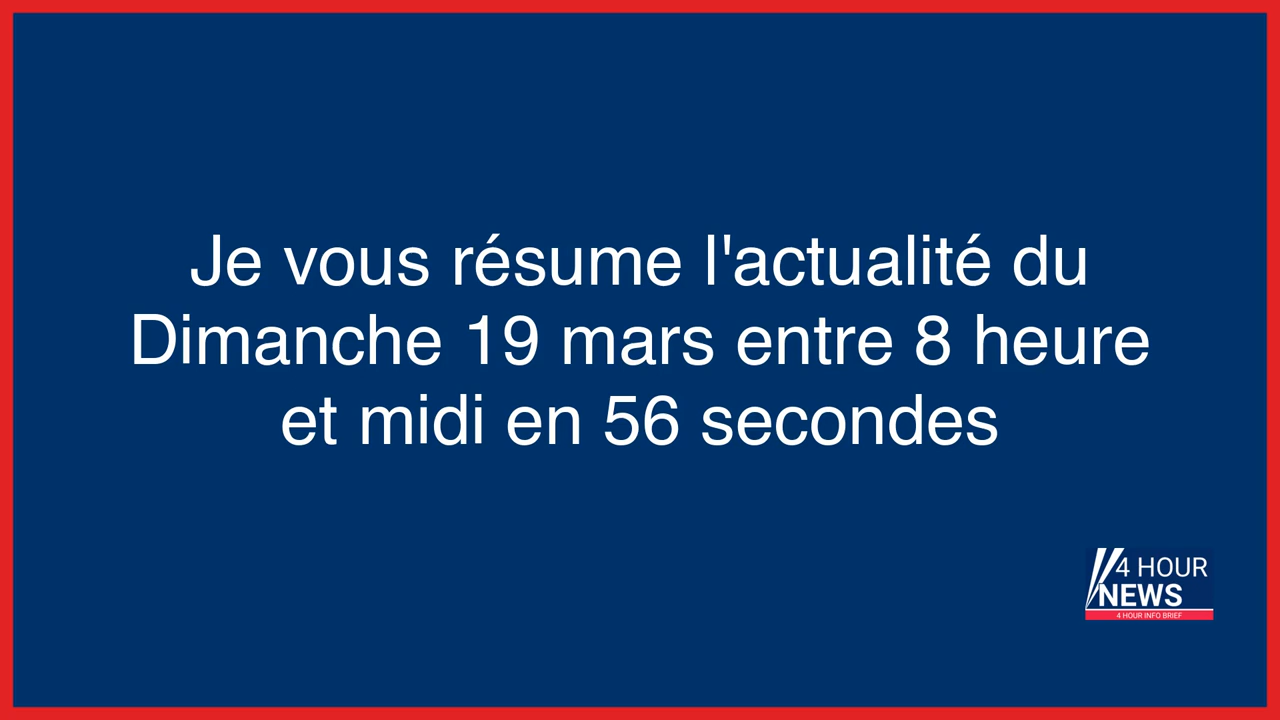 Je vous résume l'actualité du
Dimanche 19 mars entre 8 heure
et midi en 56 secondes
4 HOUR
NEWS
4 HOUR INFO BRIEF